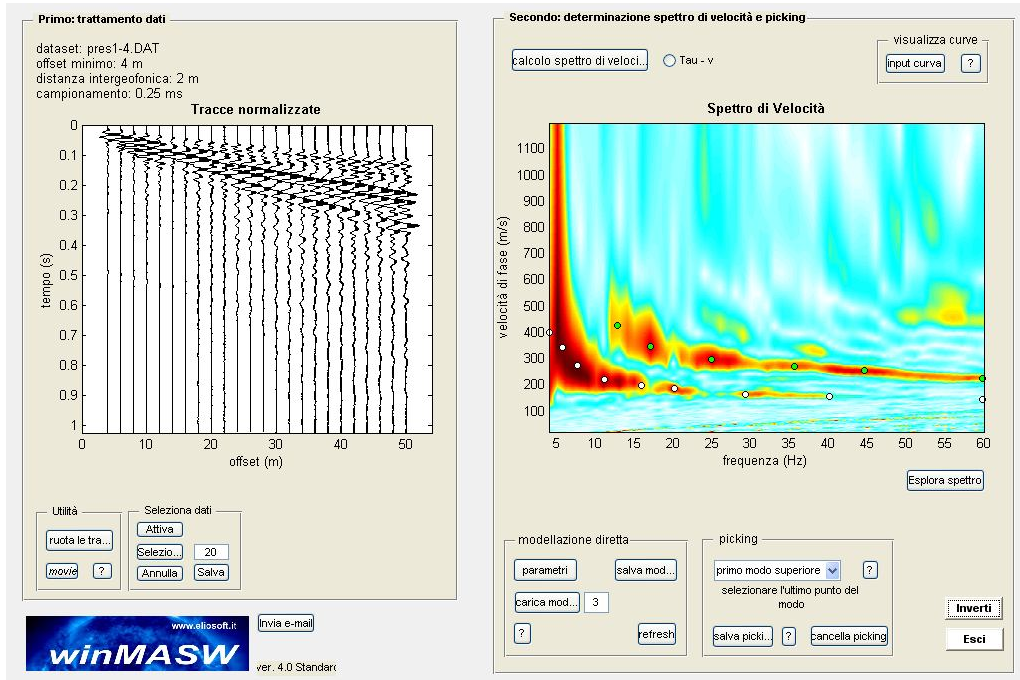 Primo: trattamento dati
dataset: pres1-4.DAT
offset minimo: 4 m
distanza intergeofonica: 2 m
campionamento: 0.25 ms
Tracce normalizzate
0
0.1
0.2
0.3
0.4
0.5
0.6
0.7
0.8
0.9
1
tempo (s)
0 10 20 30 40 50
offset (m)
Utilità
ruota le tra...
movie ?
Seleziona dati
Attiva
Selezio... 20
Annulla Salva
www.eliosoft.it
winMASW
Invia e-mail
ver. 4.0 Standard
Secondo: determinazione spettro di velocità e picking
calcolo spettro di veloci... Tau - v
visualizza curve
input curva ?
Spettro di Velocità
1100
1000
900
800
700
600
500
400
300
200
100
velocità di fase (m/s)
5 10 15 20 25 30 35 40 45 50 55 60
frequenza (Hz)
Esplora spettro
modellazione diretta
parametri salva mod...
carica mod... 3
? refresh
picking
primo modo superiore ?
selezionare l'ultimo punto del
modo
salva picki... ? cancella picking
Inverti
Esci